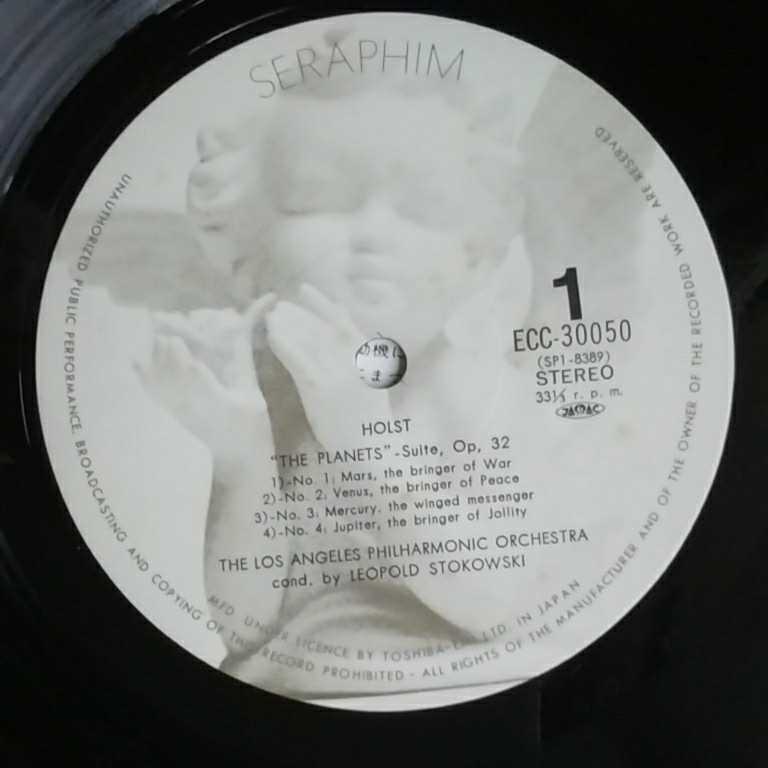 SERAPHIM
1
ECC-30050
(SP1-8389)
STEREO
33⅓ r. p. m.
JASRAC
HOLST
"THE PLANETS"-Suite, Op, 32
1)-No. 1; Mars, the bringer of War
2)-No. 2; Venus, the bringer of Peace
3)-No. 3; Mercury, the winged messenger
4)-No. 4; Jupiter, the bringer of Jollity
THE LOS ANGELES PHILHARMONIC ORCHESTRA
cond. by LEOPOLD STOKOWSKI
MFD UNDER LICENCE BY TOSHIBA-EMI LTD. IN JAPAN
UNAUTHORIZED PUBLIC PERFORMANCE, BROADCASTING AND COPYING OF THE RECORD PROHIBITED - ALL RIGHTS OF THE MANUFACTURER AND OF THE OWNER OF THE RECORDED WORK ARE RESERVED